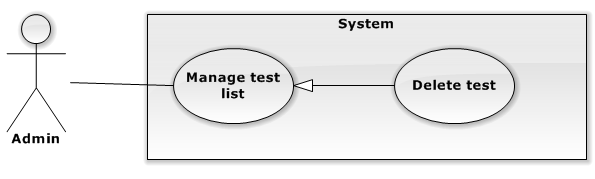 System
Manage test
list
Delete test
Admin